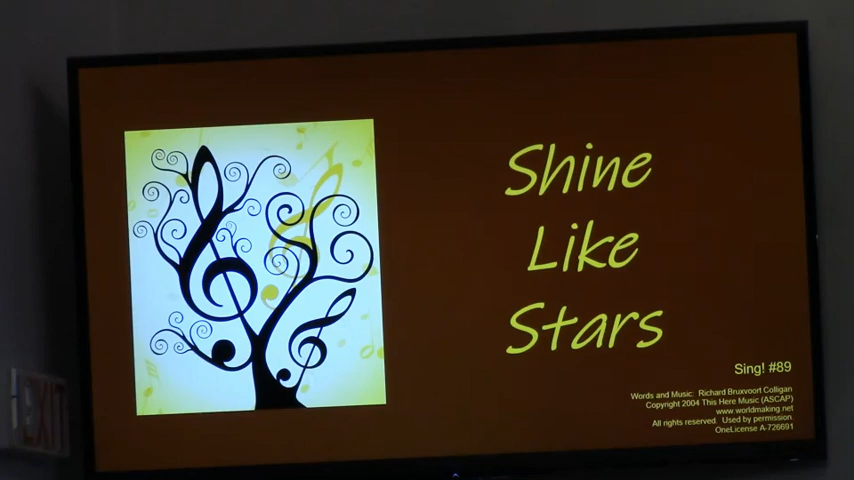 Shine
Like
Stars
Sing! #89
Words and Music: Richard Bruxvoort Colligan
Copyright 2004 This Here Music (ASCAP)
www.worldmaking.net
All rights reserved. Used by permission.
OneLicense A-726691
EXIT